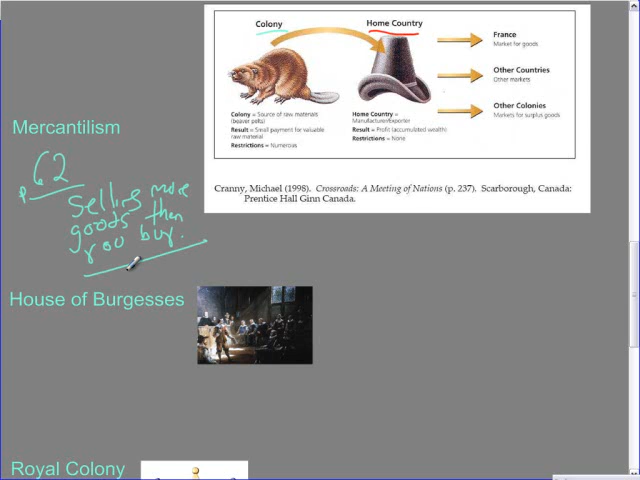 Colony
Home Country
France
Market for goods
Other Countries
Other markets
Other Colonies
Markets for surplus goods
Colony = Source of raw materials
(beaver pelts)
Result = Small payment for valuable
raw material
Restrictions = Numerous
Home Country =
Manufacturer/Exporter
Result = Profit (accumulated wealth)
Restrictions = None
Cranny, Michael (1998). Crossroads: A Meeting of Nations (p. 237). Scarborough, Canada:
Prentice Hall Ginn Canada.
Mercantilism
p 62
Selling more
goods than
you buy.
House of Burgesses
Royal Colony